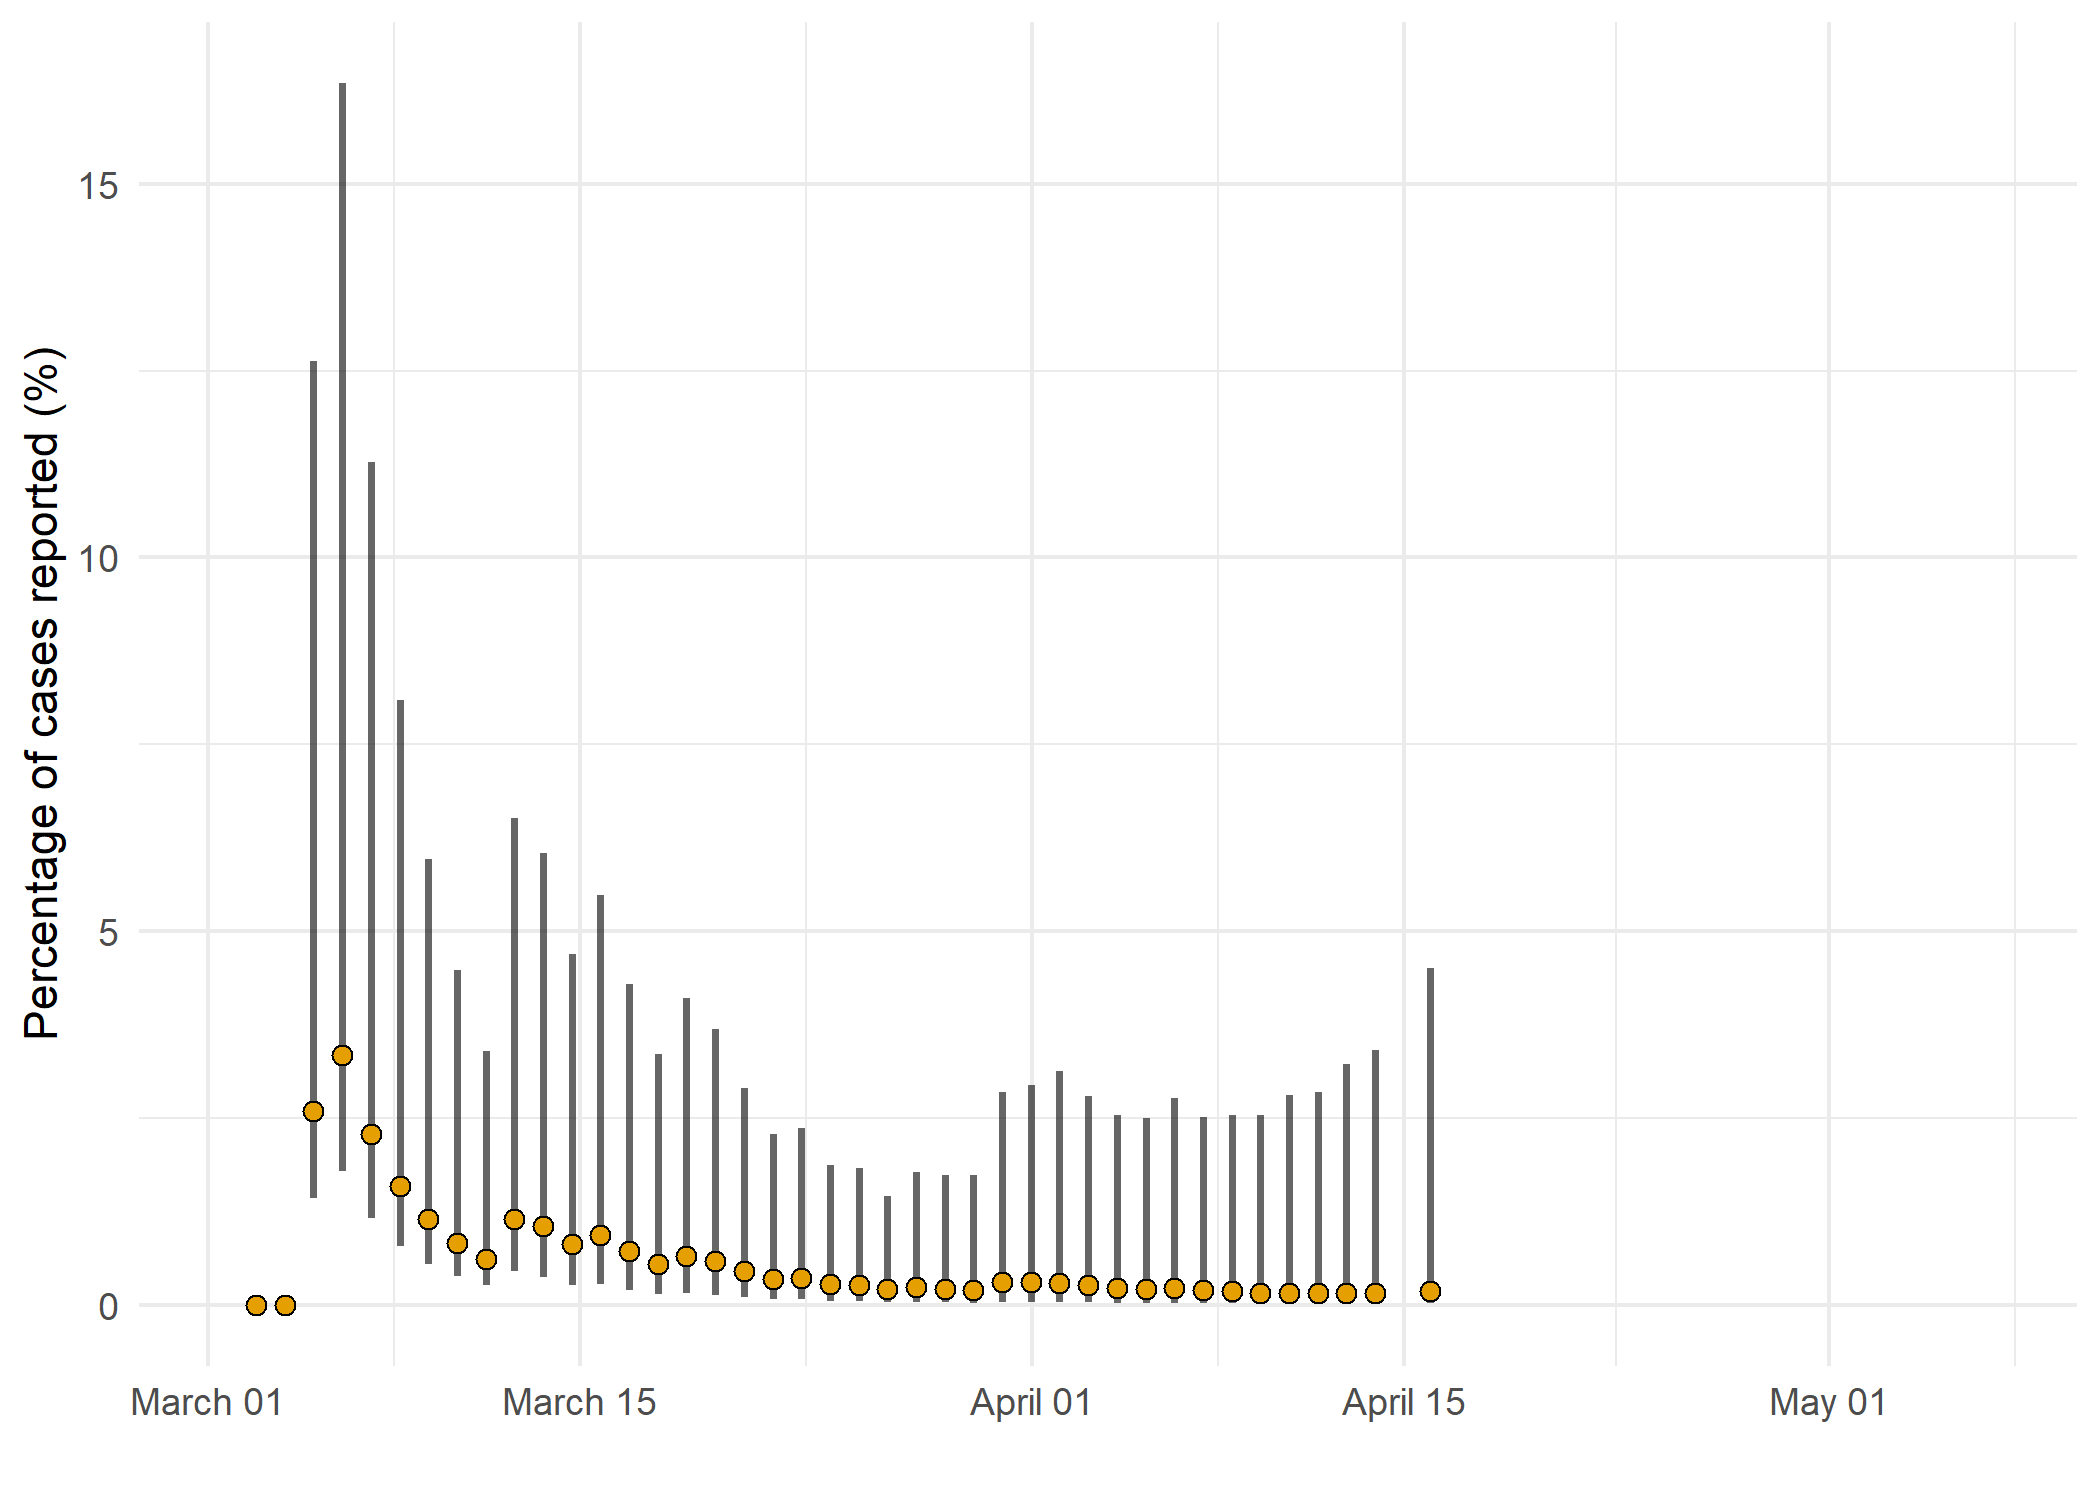 Percentage of cases reported (%)
15
10
5
0
March 01
March 15
April 01
April 15
May 01